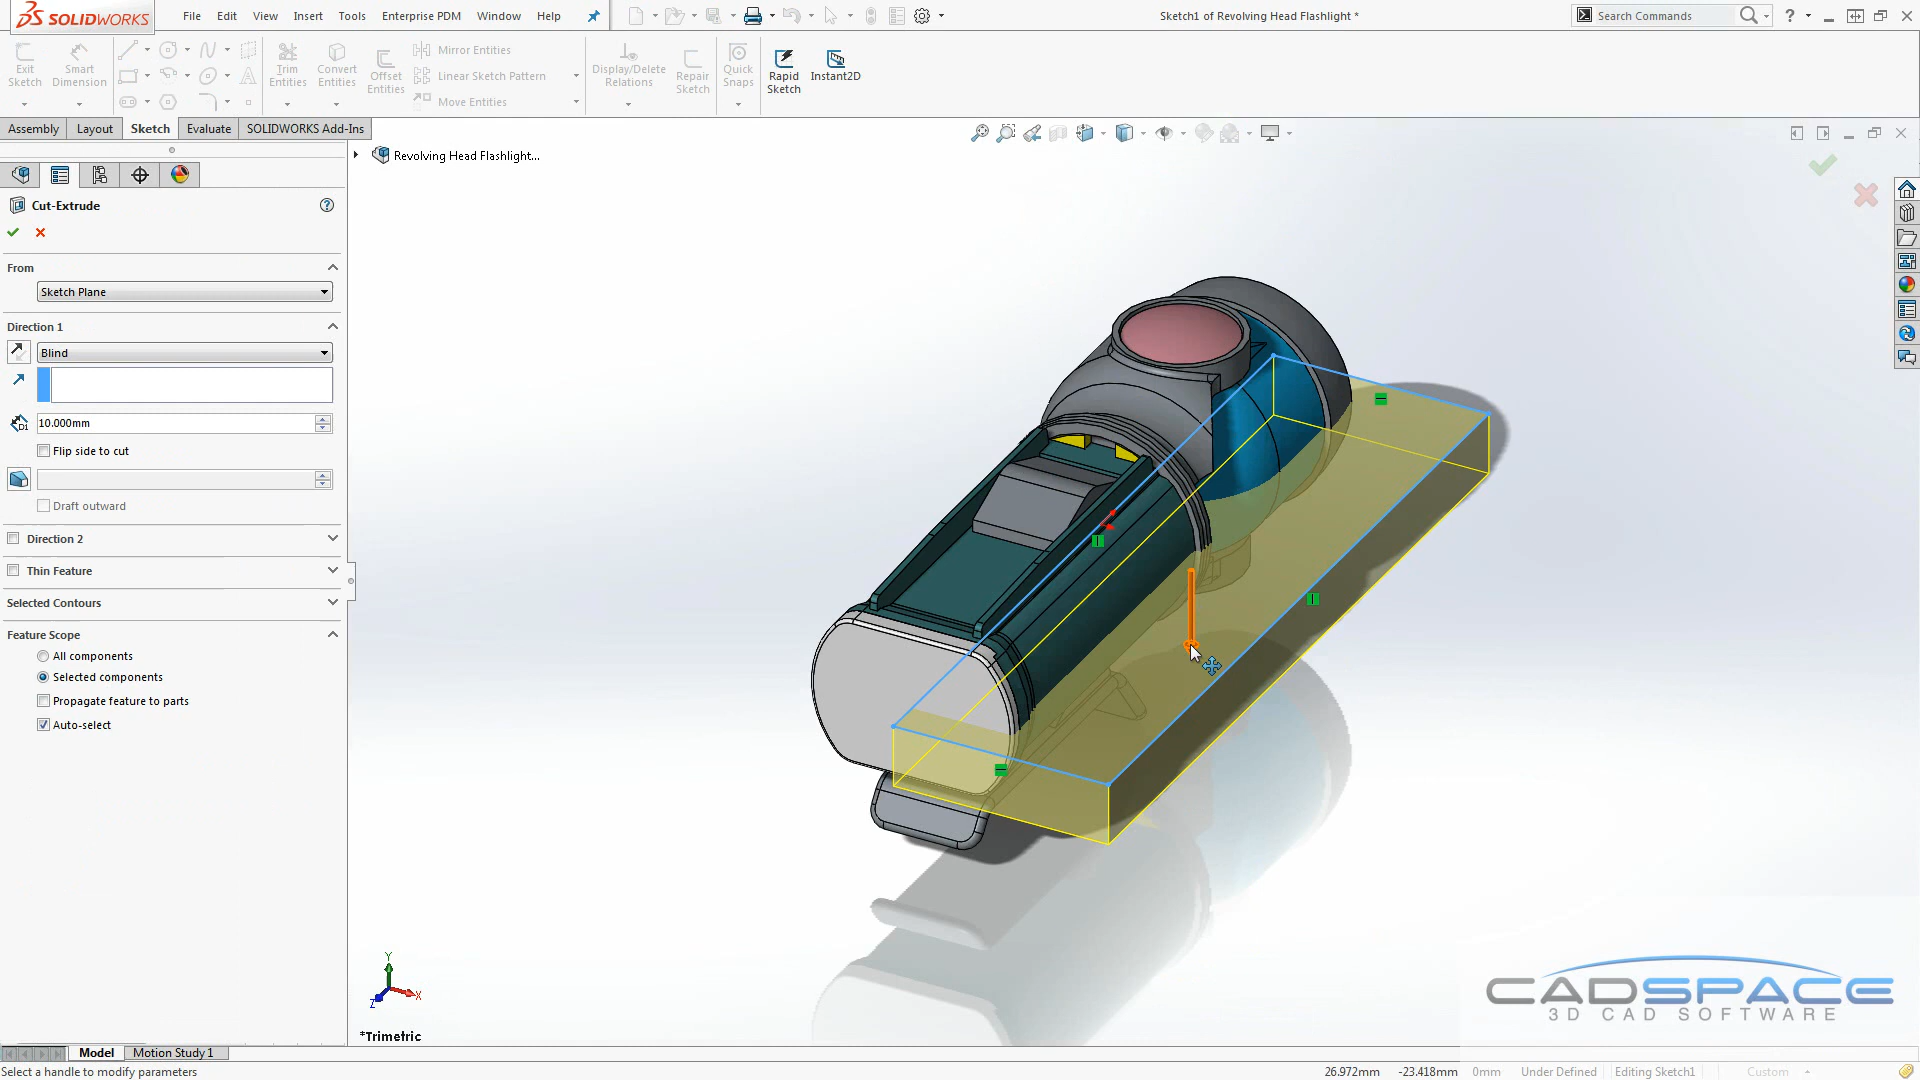 SOLIDWORKS
File Edit View Insert Tools Enterprise PDM Window Help
Sketch1 of Revolving Head Flashlight *
Search Commands
Exit Sketch
Smart Dimension
Trim Entities
Convert Entities
Offset Entities
Mirror Entities
Linear Sketch Pattern
Move Entities
Display/Delete Relations
Repair Sketch
Quick Snaps
Rapid Sketch
Instant2D
Assembly Layout Sketch Evaluate SOLIDWORKS Add-Ins
Revolving Head Flashlight...
Cut-Extrude
From
Sketch Plane
Direction 1
Blind
D1
10.000mm
Flip side to cut
Draft outward
Direction 2
Thin Feature
Selected Contours
Feature Scope
All components
Selected components
Propagate feature to parts
Auto-select
Y
X
Z
*Trimetric
CADSPACE
3D CAD SOFTWARE
Model Motion Study 1
Select a handle to modify parameters
26.972mm -23.418mm 0mm Under Defined Editing Sketch1 Custom